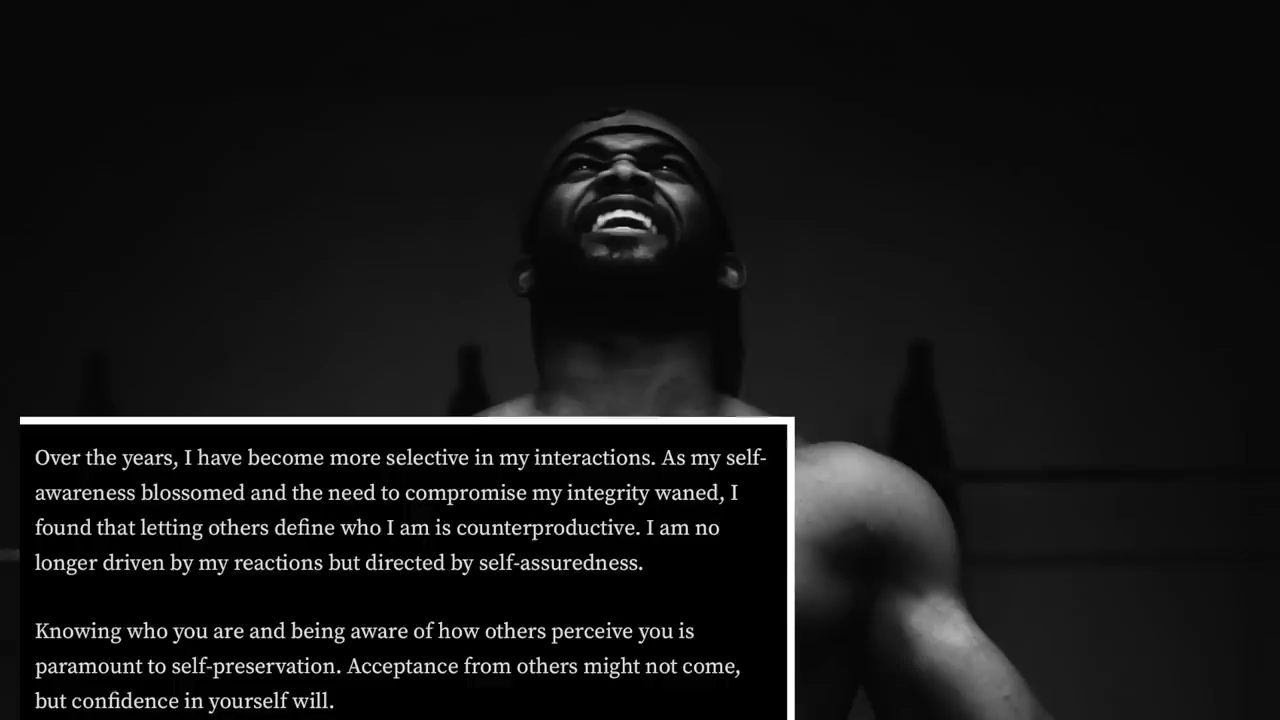 Over the years, I have become more selective in my interactions. As my self-
awareness blossomed and the need to compromise my integrity waned, I
found that letting others define who I am is counterproductive. I am no
longer driven by my reactions but directed by self-assuredness.
Knowing who you are and being aware of how others perceive you is
paramount to self-preservation. Acceptance from others might not come,
but confidence in yourself will.